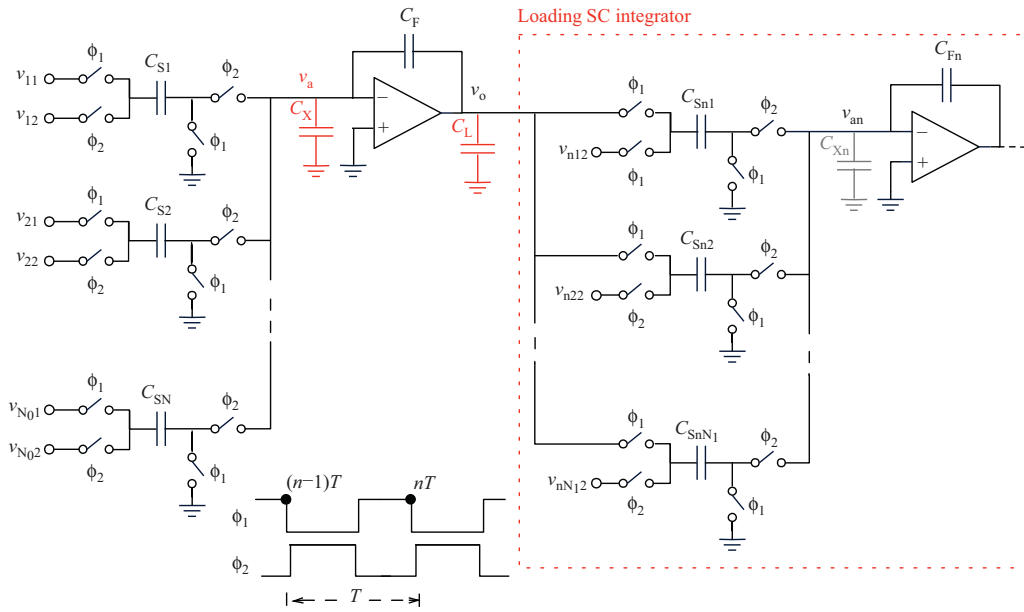 Loading SC integrator
C_F
C_Fn
ϕ₁
C_S1
ϕ₂
v₁₁
v₁₂
ϕ₂
ϕ₁
v_a
C_X
−
+
v_o
C_L
ϕ₁
C_Sn1
ϕ₂
v_n12
ϕ₁
ϕ₁
v_an
C_Xn
−
+
ϕ₁
C_S2
ϕ₂
v₂₁
v₂₂
ϕ₂
ϕ₁
ϕ₁
C_Sn2
ϕ₂
v_n22
ϕ₂
ϕ₁
ϕ₁
C_SN
ϕ₂
v_N₀1
v_N₀2
ϕ₂
ϕ₁
ϕ₁
C_SnN₁
ϕ₂
v_nN₁2
ϕ₂
ϕ₁
(n−1)T
nT
ϕ₁
ϕ₂
T